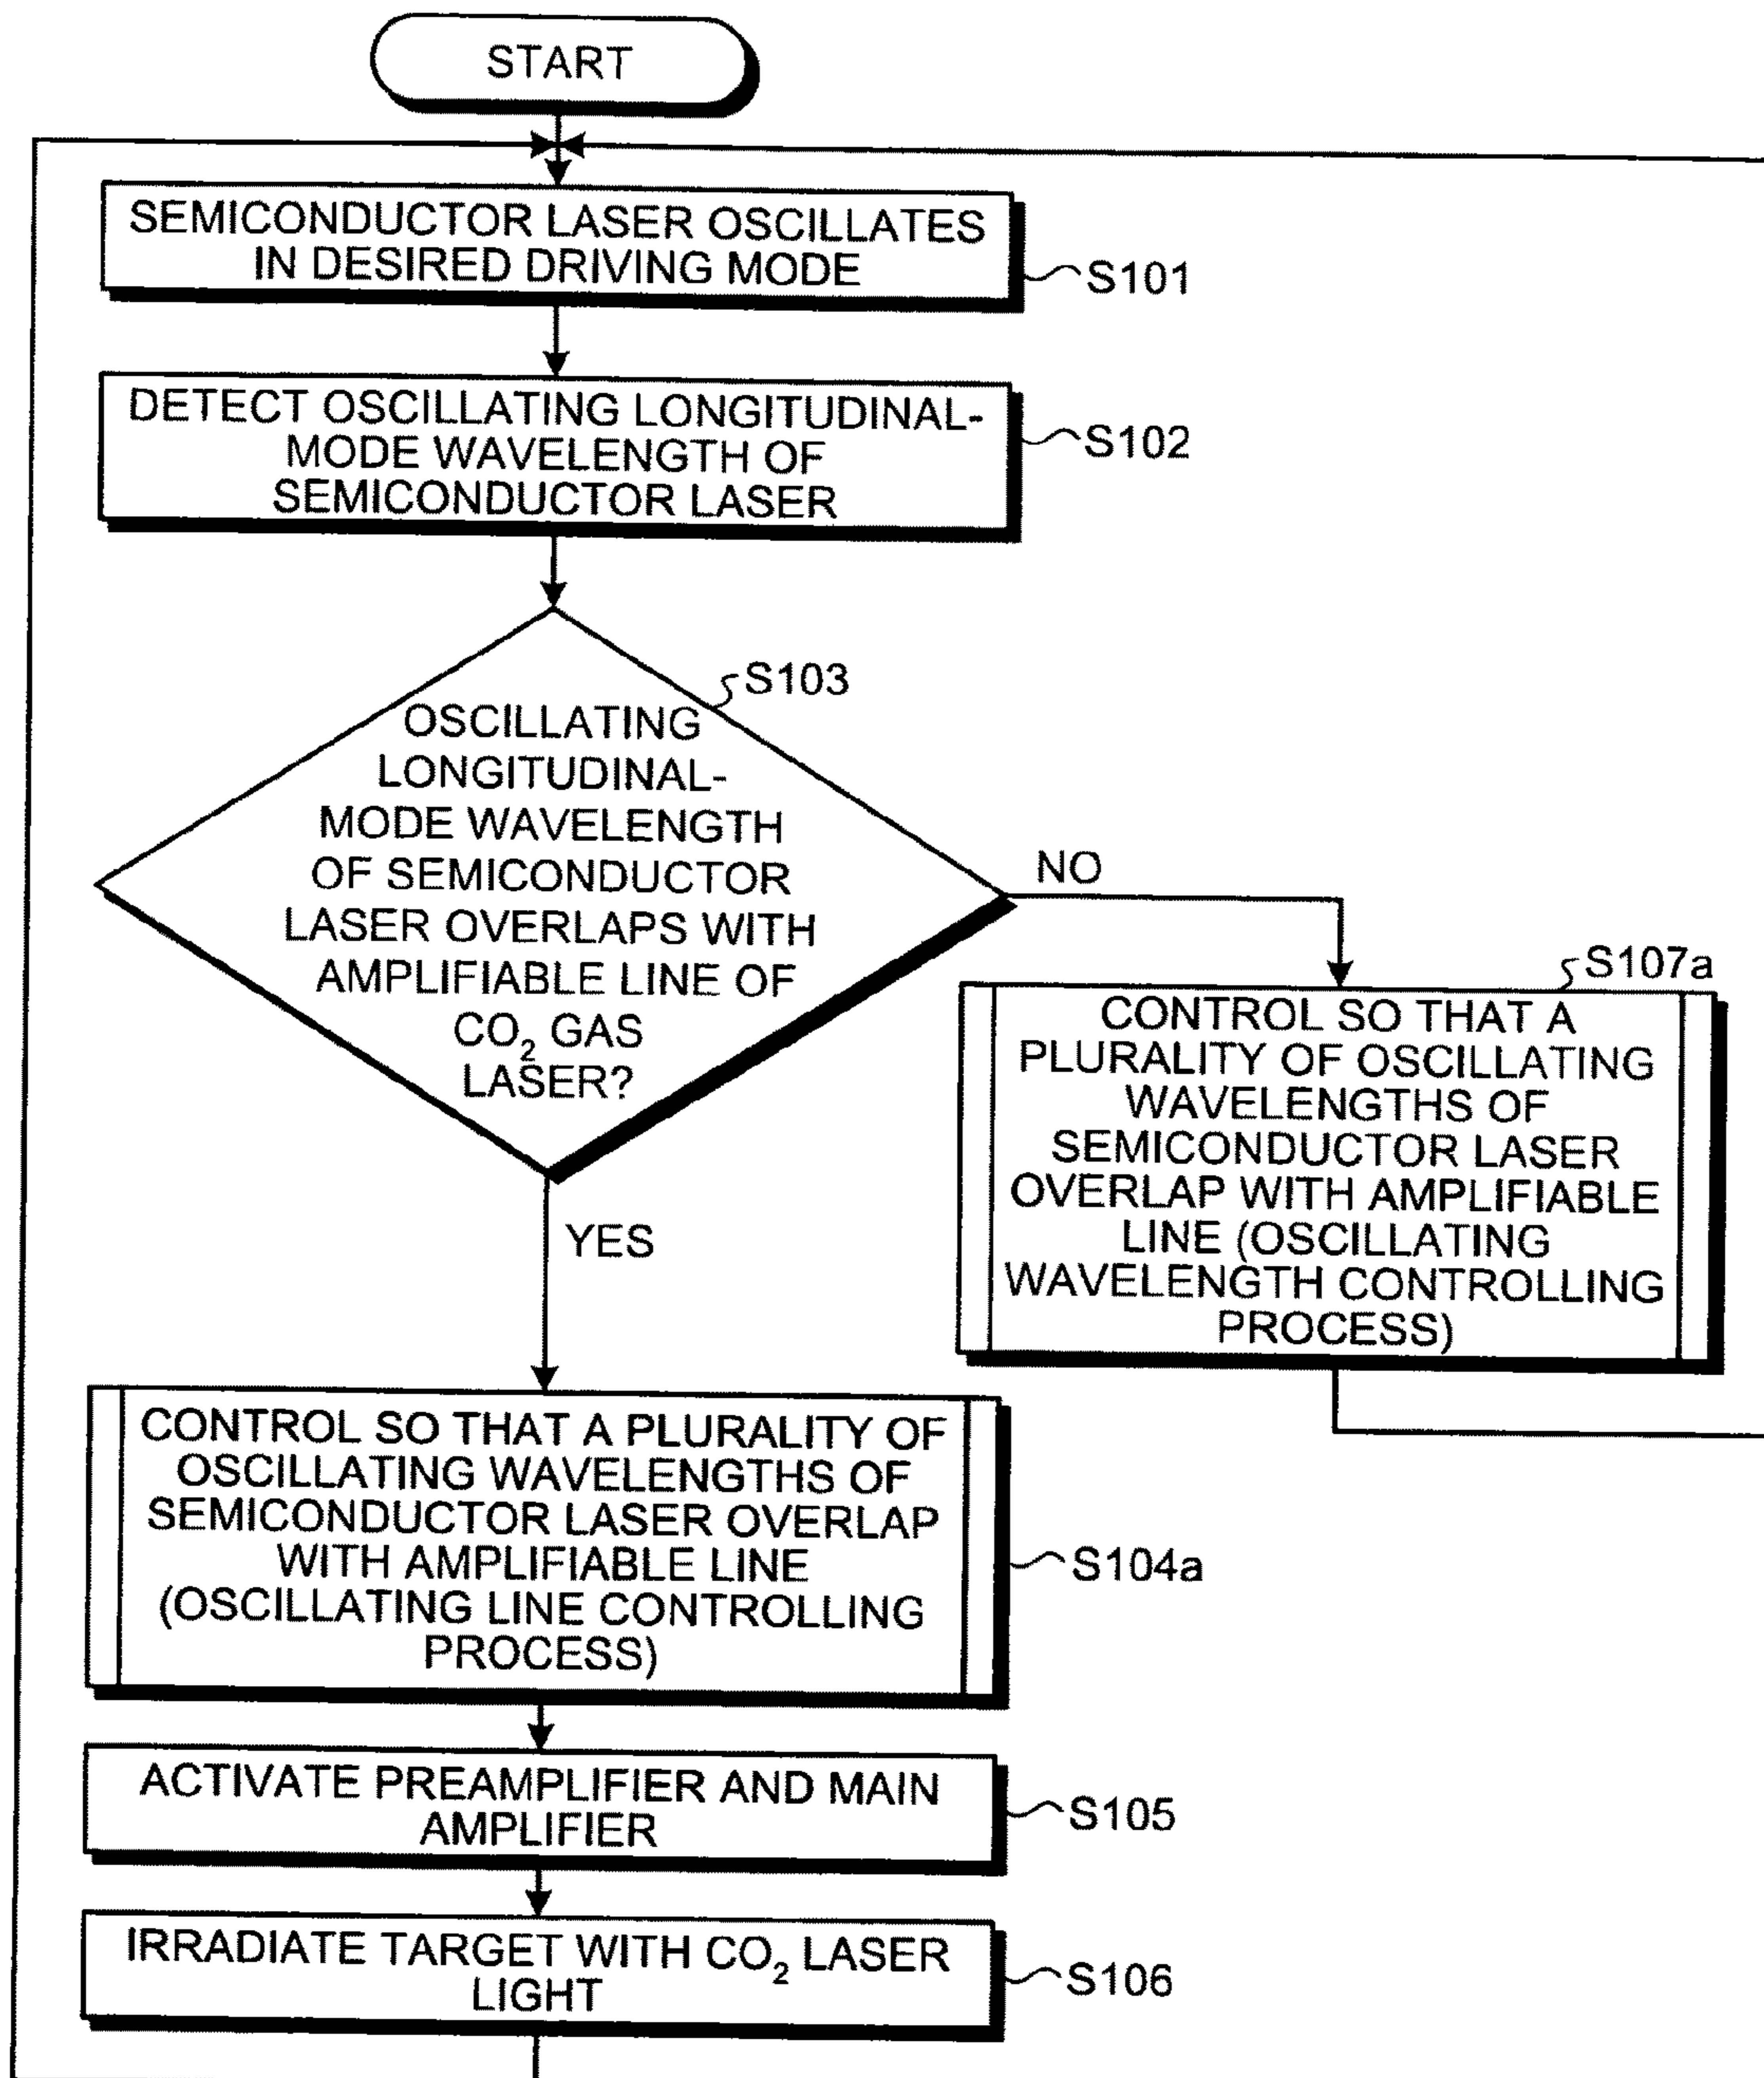 START
SEMICONDUCTOR LASER OSCILLATES
IN DESIRED DRIVING MODE
S101
DETECT OSCILLATING LONGITUDINAL-
MODE WAVELENGTH OF
SEMICONDUCTOR LASER
S102
S103
OSCILLATING
LONGITUDINAL-
MODE WAVELENGTH
OF SEMICONDUCTOR
LASER OVERLAPS WITH
AMPLIFIABLE LINE OF
CO₂ GAS
LASER?
NO
S107a
CONTROL SO THAT A
PLURALITY OF OSCILLATING
WAVELENGTHS OF
SEMICONDUCTOR LASER
OVERLAP WITH AMPLIFIABLE
LINE (OSCILLATING
WAVELENGTH CONTROLLING
PROCESS)
YES
CONTROL SO THAT A PLURALITY OF
OSCILLATING WAVELENGTHS OF
SEMICONDUCTOR LASER OVERLAP
WITH AMPLIFIABLE LINE
(OSCILLATING LINE CONTROLLING
PROCESS)
S104a
ACTIVATE PREAMPLIFIER AND MAIN
AMPLIFIER
S105
IRRADIATE TARGET WITH CO₂ LASER
LIGHT
S106